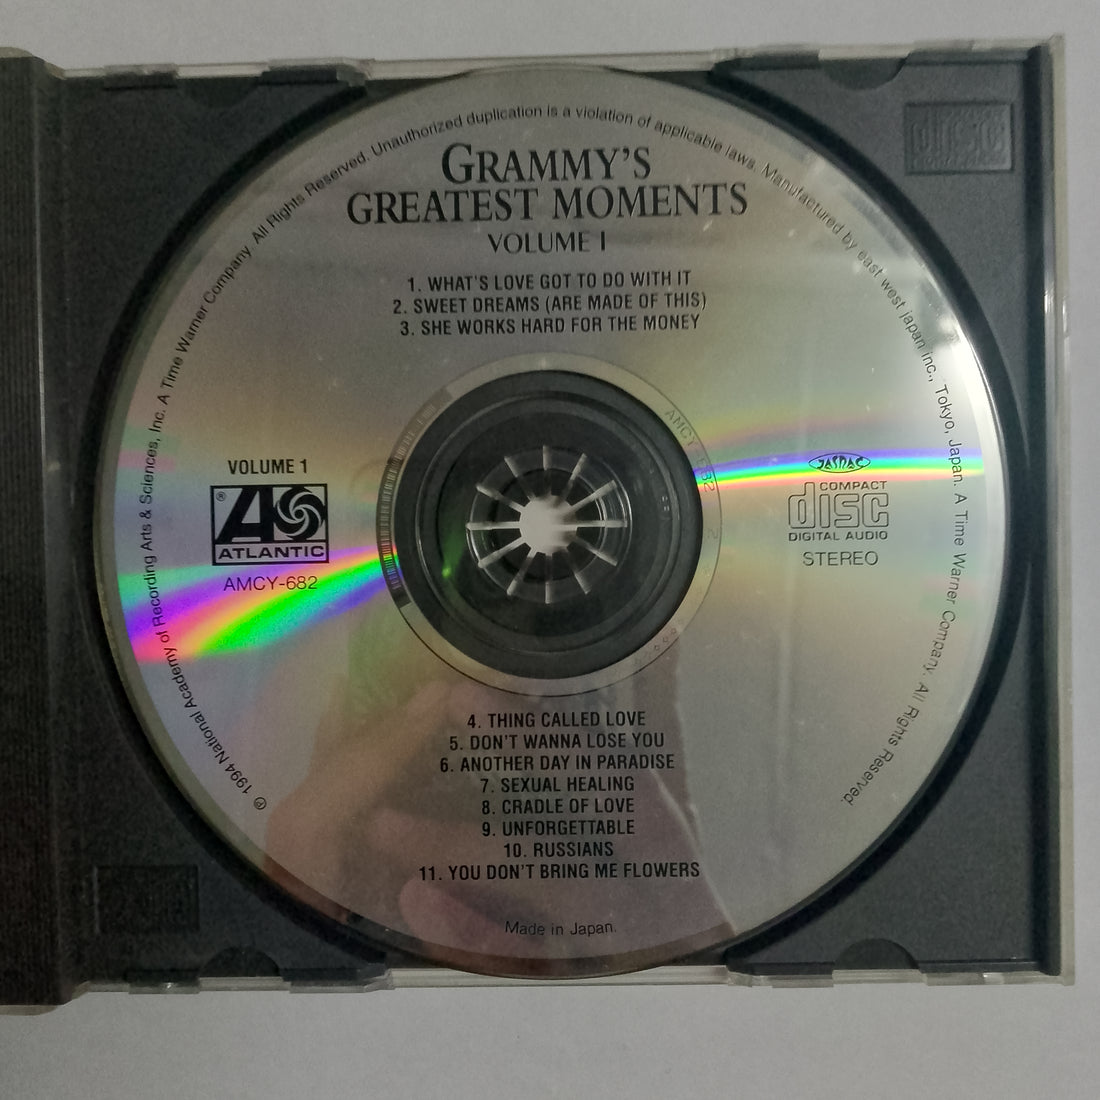 ℗ 1994 National Academy of Recording Arts & Sciences, Inc. A Time Warner Company. All Rights Reserved. Unauthorized duplication is a violation of applicable laws. Manufactured by east west japan inc., Tokyo, Japan. A Time Warner Company. All Rights Reserved.
GRAMMY'S
GREATEST MOMENTS
VOLUME I
1. WHAT'S LOVE GOT TO DO WITH IT
2. SWEET DREAMS (ARE MADE OF THIS)
3. SHE WORKS HARD FOR THE MONEY
VOLUME 1
®
A
ATLANTIC
AMCY-682
JASRAC
COMPACT
disc
DIGITAL AUDIO
STEREO
AMCY-682 2
4. THING CALLED LOVE
5. DON'T WANNA LOSE YOU
6. ANOTHER DAY IN PARADISE
7. SEXUAL HEALING
8. CRADLE OF LOVE
9. UNFORGETTABLE
10. RUSSIANS
11. YOU DON'T BRING ME FLOWERS
Made in Japan.
disc